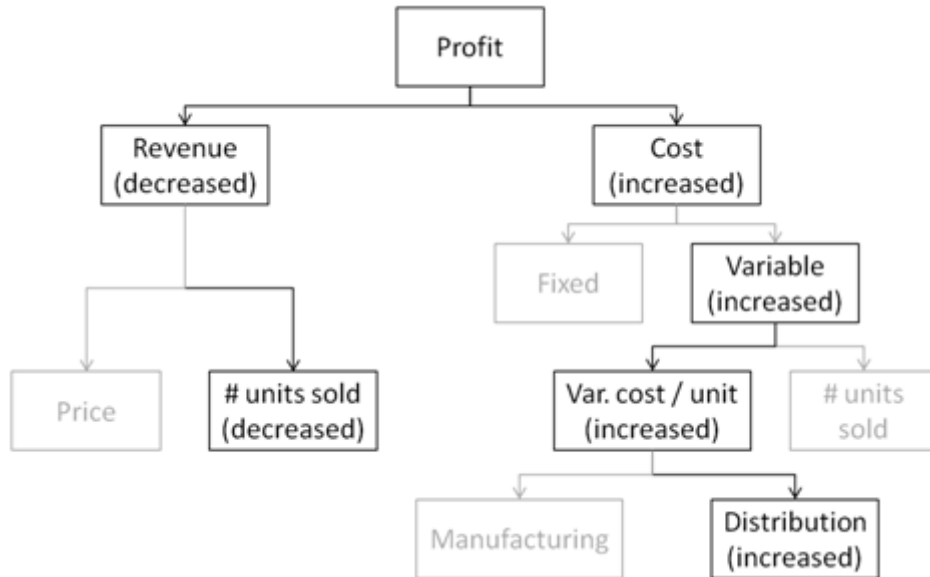 Profit
Revenue
(decreased)
Cost
(increased)
Fixed
Variable
(increased)
Price
# units sold
(decreased)
Var. cost / unit
(increased)
# units
sold
Manufacturing
Distribution
(increased)